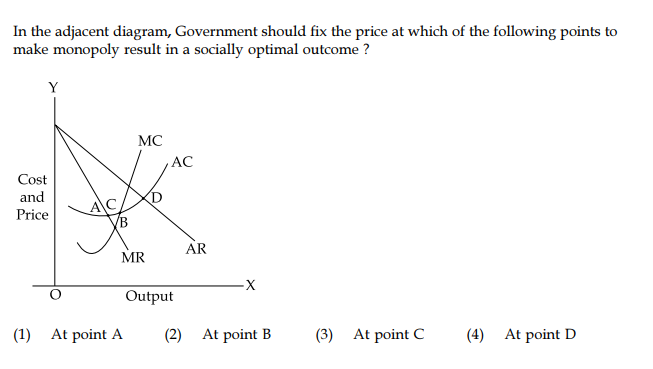 In the adjacent diagram, Government should fix the price at which of the following points to
make monopoly result in a socially optimal outcome ?
Y
MC
AC
Cost
and
Price
A C D
B
AR
MR
X
O Output
(1) At point A (2) At point B (3) At point C (4) At point D